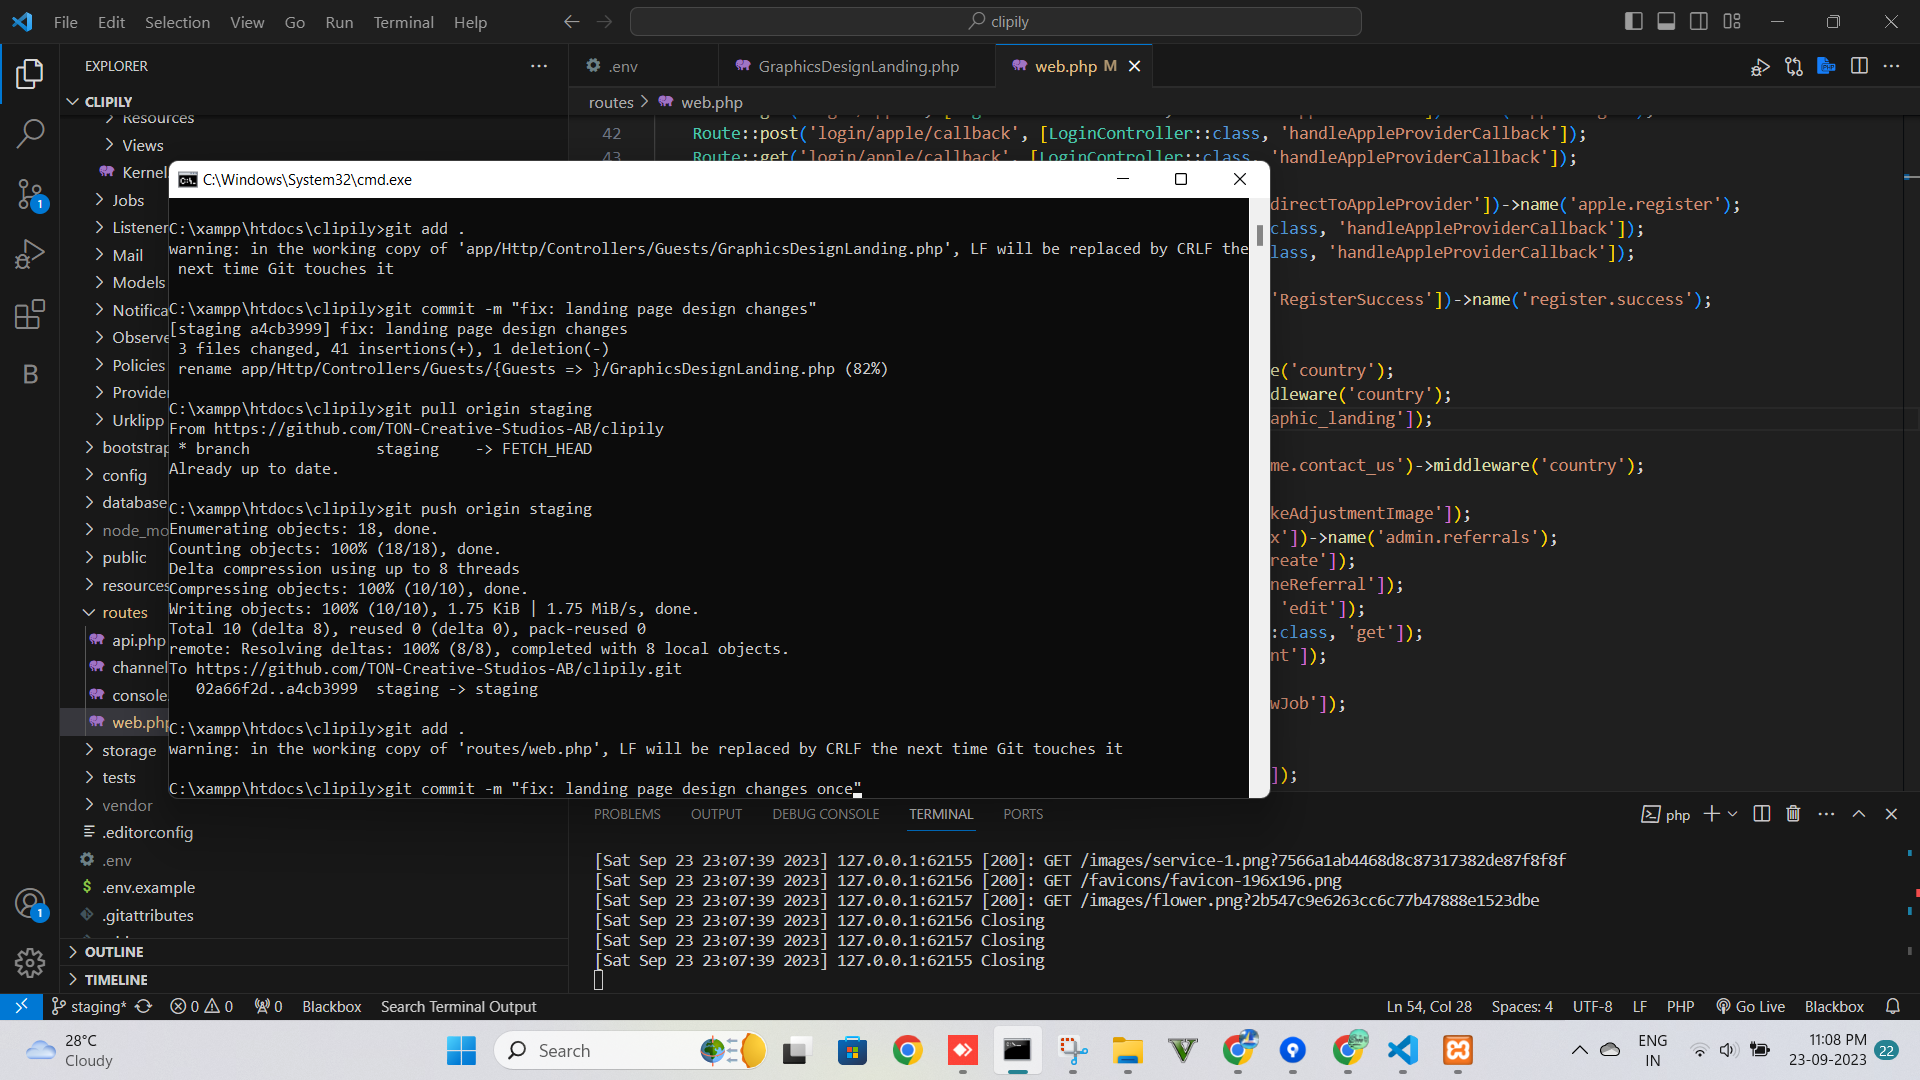 File Edit Selection View Go Run Terminal Help
clipily
EXPLORER
CLIPILY
Resources
Views
Kernel
Jobs
Listener
Mail
Models
Notifica
Observe
Policies
Provider
Urklipp
bootstrap
config
database
node_mo
public
resources
routes
api.php
channel
console.
web.php
storage
tests
vendor
.editorconfig
.env
.env.example
.gitattributes
OUTLINE
TIMELINE
.env
GraphicsDesignLanding.php
web.php M
routes > web.php
42 Route::post('login/apple/callback', [LoginController::class, 'handleAppleProviderCallback']);
43 Route::get('login/apple/callback', [LoginController::class, 'handleAppleProviderCallback']);
directToAppleProvider'])->name('apple.register');
class, 'handleAppleProviderCallback']);
lass, 'handleAppleProviderCallback']);
'RegisterSuccess'])->name('register.success');
e('country');
dleware('country');
aphic_landing']);
me.contact_us')->middleware('country');
keAdjustmentImage']);
x'])->name('admin.referrals');
reate']);
neReferral']);
'edit']);
:class, 'get']);
nt']);
wJob']);
]);
C:\Windows\System32\cmd.exe
C:\xampp\htdocs\clipily>git add .
warning: in the working copy of 'app/Http/Controllers/Guests/GraphicsDesignLanding.php', LF will be replaced by CRLF the
next time Git touches it
C:\xampp\htdocs\clipily>git commit -m "fix: landing page design changes"
[staging a4cb3999] fix: landing page design changes
3 files changed, 41 insertions(+), 1 deletion(-)
rename app/Http/Controllers/Guests/{Guests => }/GraphicsDesignLanding.php (82%)
C:\xampp\htdocs\clipily>git pull origin staging
From https://github.com/TON-Creative-Studios-AB/clipily
* branch staging -> FETCH_HEAD
Already up to date.
C:\xampp\htdocs\clipily>git push origin staging
Enumerating objects: 18, done.
Counting objects: 100% (18/18), done.
Delta compression using up to 8 threads
Compressing objects: 100% (10/10), done.
Writing objects: 100% (10/10), 1.75 KiB | 1.75 MiB/s, done.
Total 10 (delta 8), reused 0 (delta 0), pack-reused 0
remote: Resolving deltas: 100% (8/8), completed with 8 local objects.
To https://github.com/TON-Creative-Studios-AB/clipily.git
02a66f2d..a4cb3999 staging -> staging
C:\xampp\htdocs\clipily>git add .
warning: in the working copy of 'routes/web.php', LF will be replaced by CRLF the next time Git touches it
C:\xampp\htdocs\clipily>git commit -m "fix: landing page design changes once"
PROBLEMS OUTPUT DEBUG CONSOLE TERMINAL PORTS
php
[Sat Sep 23 23:07:39 2023] 127.0.0.1:62155 [200]: GET /images/service-1.png?7566a1ab4468d8c87317382de87f8f8f
[Sat Sep 23 23:07:39 2023] 127.0.0.1:62156 [200]: GET /favicons/favicon-196x196.png
[Sat Sep 23 23:07:39 2023] 127.0.0.1:62157 [200]: GET /images/flower.png?2b547c9e6263cc6c77b47888e1523dbe
[Sat Sep 23 23:07:39 2023] 127.0.0.1:62156 Closing
[Sat Sep 23 23:07:39 2023] 127.0.0.1:62157 Closing
[Sat Sep 23 23:07:39 2023] 127.0.0.1:62155 Closing
staging* 0 0 0 Blackbox Search Terminal Output Ln 54, Col 28 Spaces: 4 UTF-8 LF PHP Go Live Blackbox
28°C
Cloudy
Search
ENG
IN
11:08 PM
23-09-2023
22